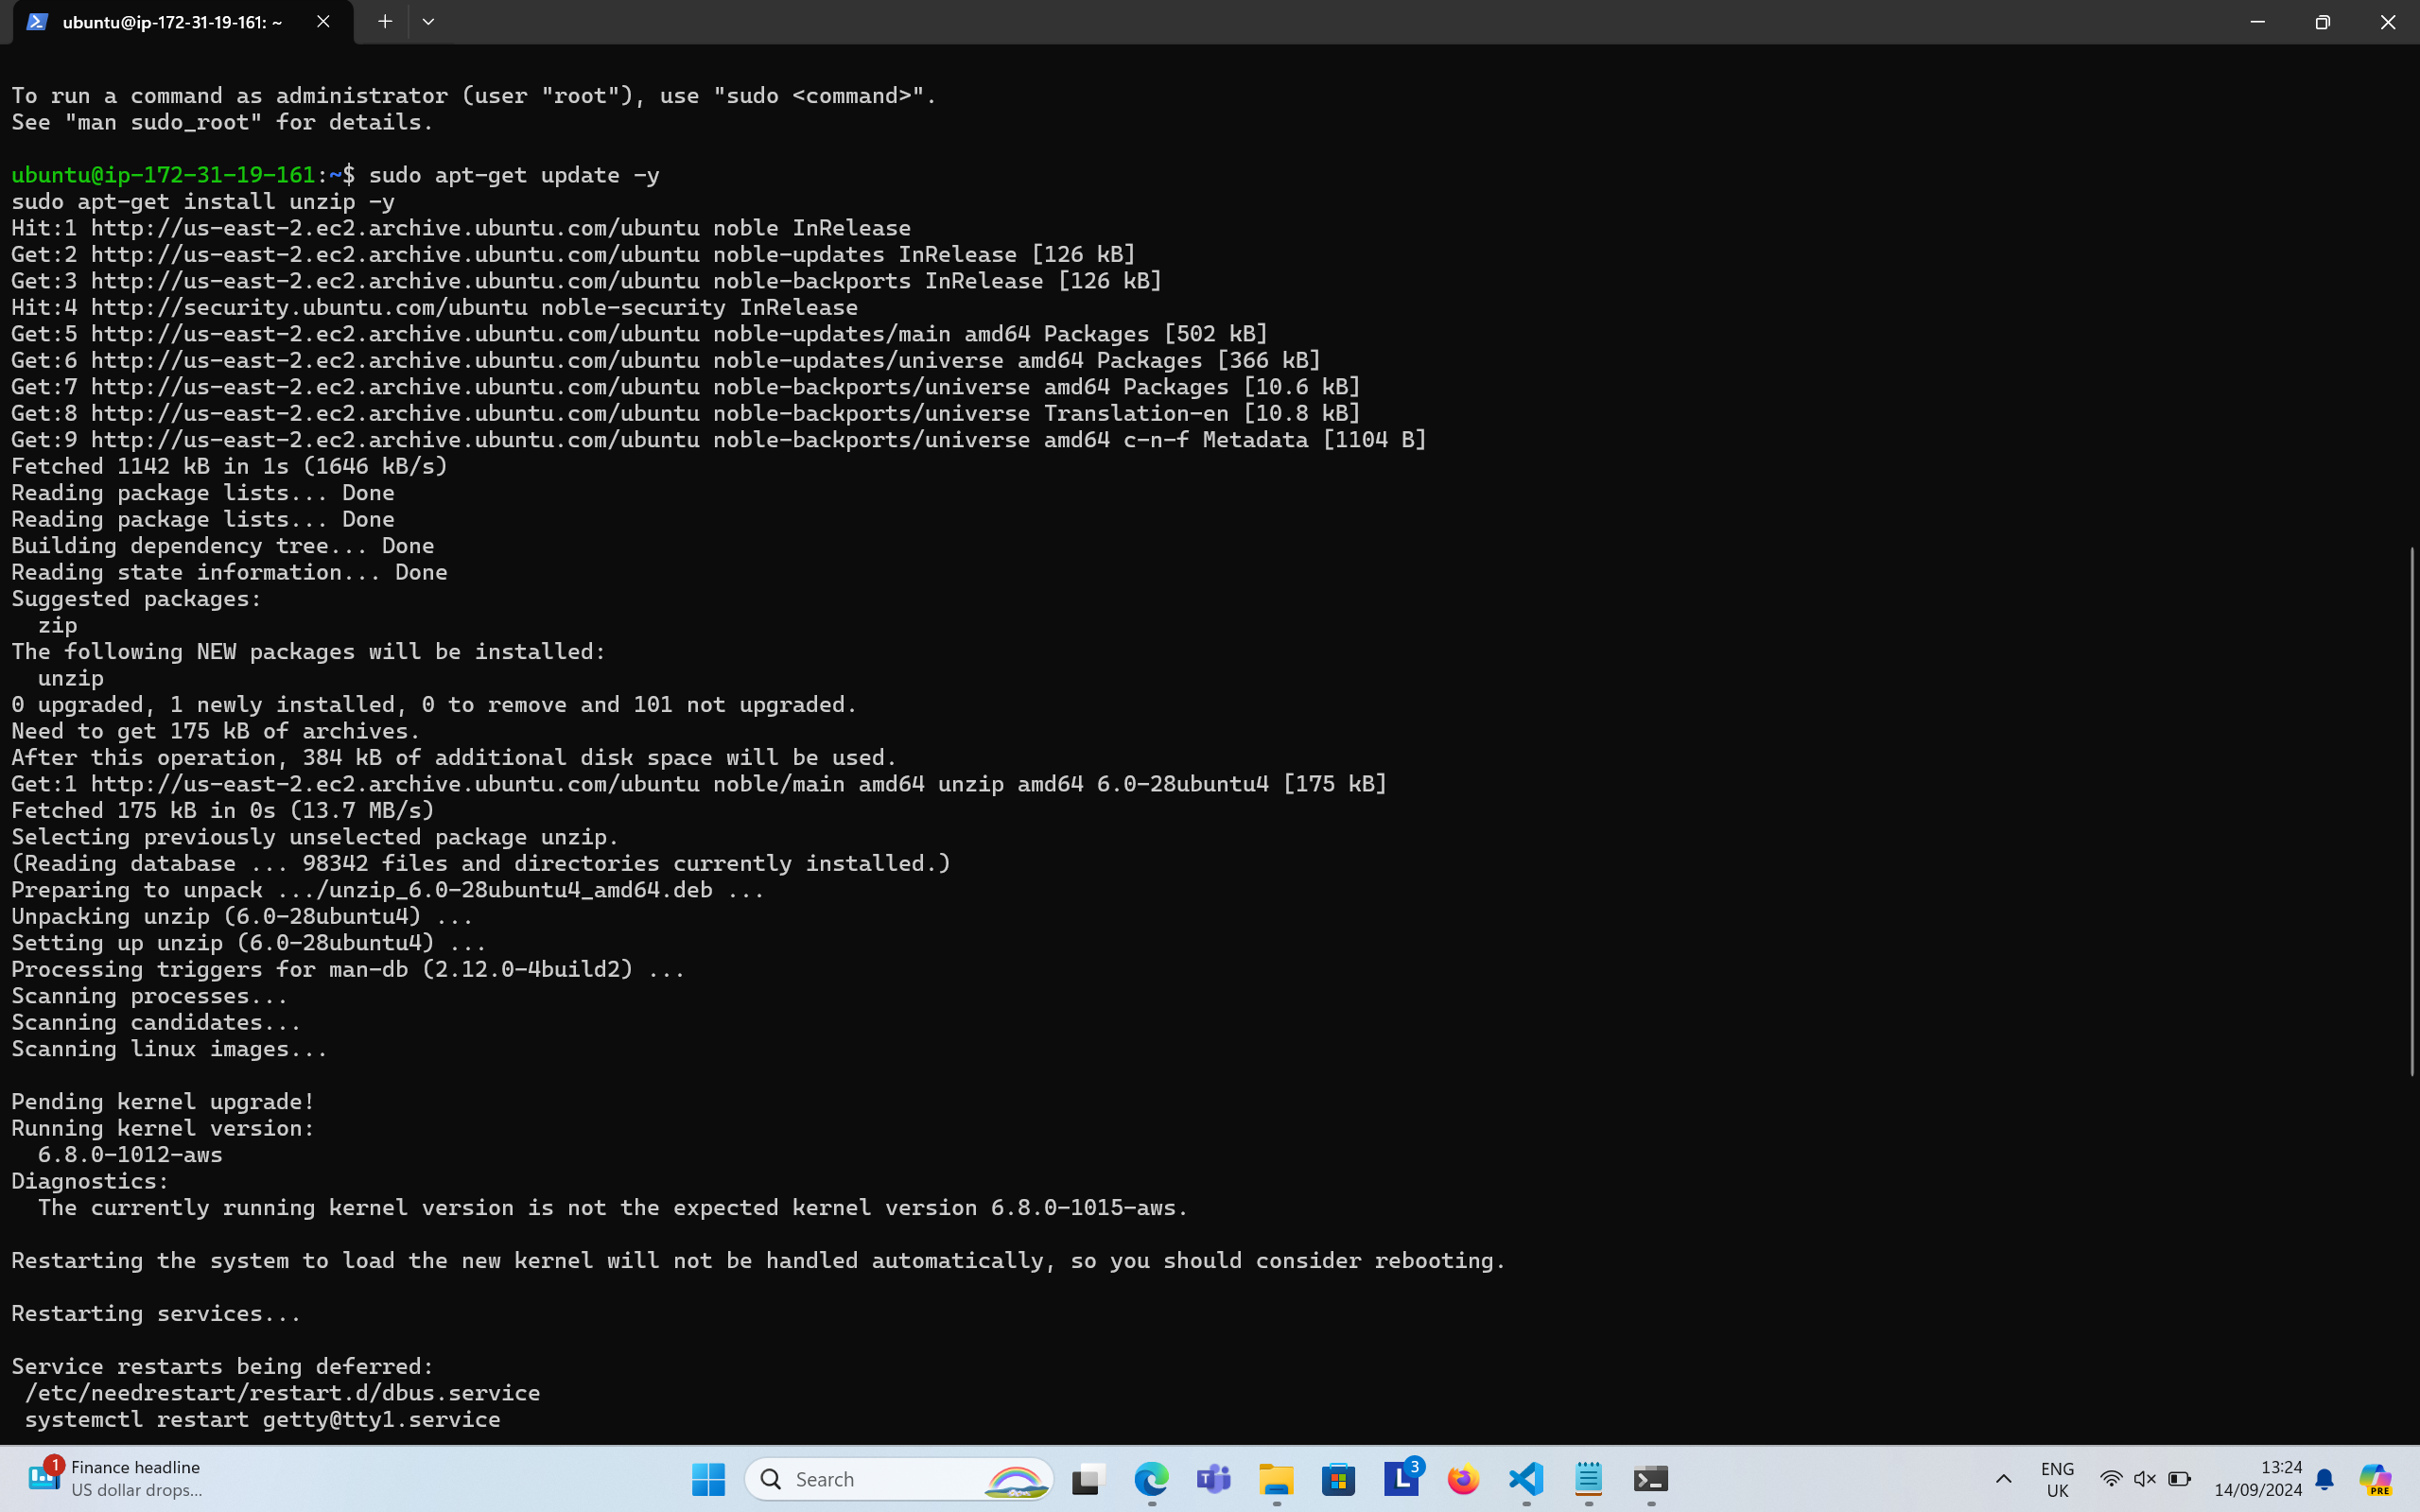 ubuntu@ip-172-31-19-161: ~
To run a command as administrator (user "root"), use "sudo <command>".
See "man sudo_root" for details.
ubuntu@ip-172-31-19-161:~$ sudo apt-get update -y
sudo apt-get install unzip -y
Hit:1 http://us-east-2.ec2.archive.ubuntu.com/ubuntu noble InRelease
Get:2 http://us-east-2.ec2.archive.ubuntu.com/ubuntu noble-updates InRelease [126 kB]
Get:3 http://us-east-2.ec2.archive.ubuntu.com/ubuntu noble-backports InRelease [126 kB]
Hit:4 http://security.ubuntu.com/ubuntu noble-security InRelease
Get:5 http://us-east-2.ec2.archive.ubuntu.com/ubuntu noble-updates/main amd64 Packages [502 kB]
Get:6 http://us-east-2.ec2.archive.ubuntu.com/ubuntu noble-updates/universe amd64 Packages [366 kB]
Get:7 http://us-east-2.ec2.archive.ubuntu.com/ubuntu noble-backports/universe amd64 Packages [10.6 kB]
Get:8 http://us-east-2.ec2.archive.ubuntu.com/ubuntu noble-backports/universe Translation-en [10.8 kB]
Get:9 http://us-east-2.ec2.archive.ubuntu.com/ubuntu noble-backports/universe amd64 c-n-f Metadata [1104 B]
Fetched 1142 kB in 1s (1646 kB/s)
Reading package lists... Done
Reading package lists... Done
Building dependency tree... Done
Reading state information... Done
Suggested packages:
  zip
The following NEW packages will be installed:
  unzip
0 upgraded, 1 newly installed, 0 to remove and 101 not upgraded.
Need to get 175 kB of archives.
After this operation, 384 kB of additional disk space will be used.
Get:1 http://us-east-2.ec2.archive.ubuntu.com/ubuntu noble/main amd64 unzip amd64 6.0-28ubuntu4 [175 kB]
Fetched 175 kB in 0s (13.7 MB/s)
Selecting previously unselected package unzip.
(Reading database ... 98342 files and directories currently installed.)
Preparing to unpack .../unzip_6.0-28ubuntu4_amd64.deb ...
Unpacking unzip (6.0-28ubuntu4) ...
Setting up unzip (6.0-28ubuntu4) ...
Processing triggers for man-db (2.12.0-4build2) ...
Scanning processes...
Scanning candidates...
Scanning linux images...
Pending kernel upgrade!
Running kernel version:
  6.8.0-1012-aws
Diagnostics:
  The currently running kernel version is not the expected kernel version 6.8.0-1015-aws.
Restarting the system to load the new kernel will not be handled automatically, so you should consider rebooting.
Restarting services...
Service restarts being deferred:
 /etc/needrestart/restart.d/dbus.service
 systemctl restart getty@tty1.service
1
Finance headline
US dollar drops...
Search
T
L
3
ENG
UK
13:24
14/09/2024
PRE